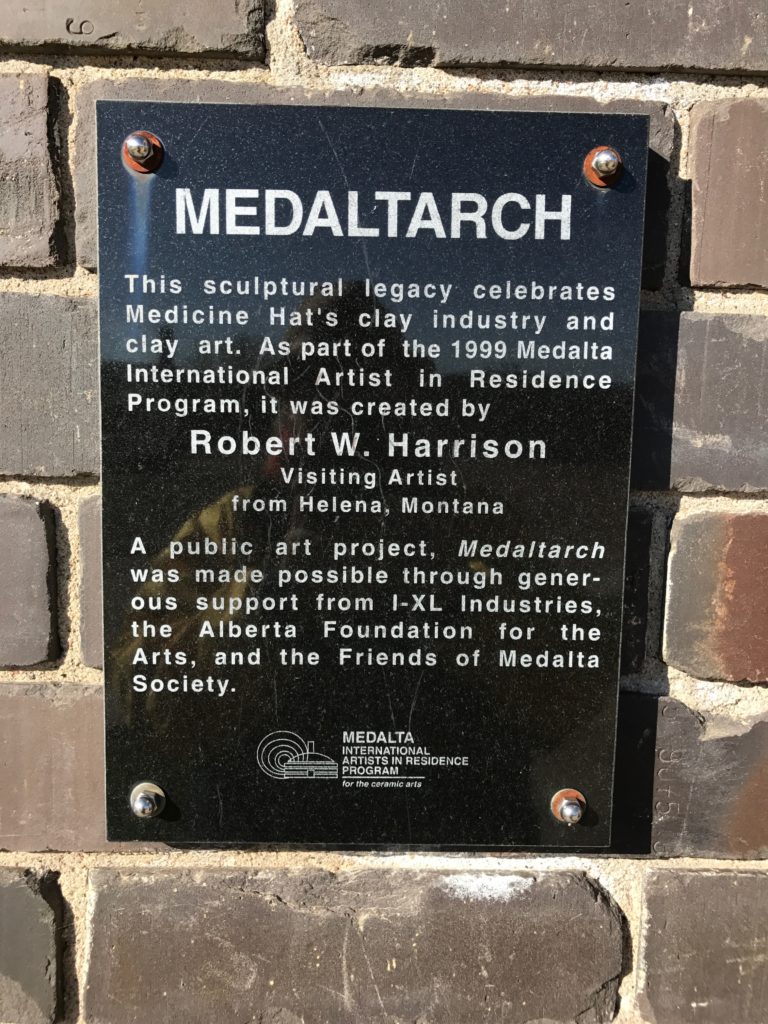 MEDALTARCH
This sculptural legacy celebrates
Medicine Hat's clay industry and
clay art. As part of the 1999 Medalta
International Artist in Residence
Program, it was created by
Robert W. Harrison
Visiting Artist
from Helena, Montana
A public art project, Medaltarch
was made possible through gener-
ous support from I-XL Industries,
the Alberta Foundation for the
Arts, and the Friends of Medalta
Society.
MEDALTA
INTERNATIONAL
ARTISTS IN RESIDENCE
PROGRAM
for the ceramic arts